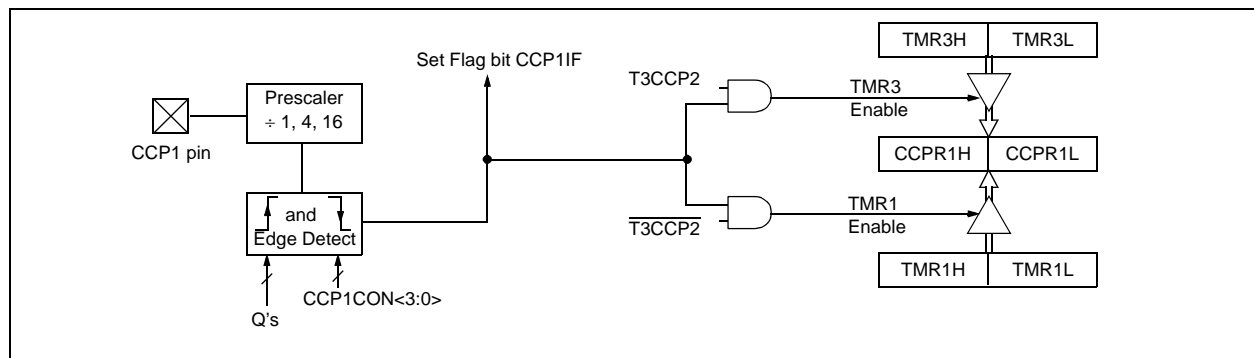 TMR3H TMR3L
Set Flag bit CCP1IF
T3CCP2
TMR3
Enable
Prescaler
÷ 1, 4, 16
CCP1 pin
CCPR1H CCPR1L
and
Edge Detect
T3CCP2
TMR1
Enable
TMR1H TMR1L
CCP1CON<3:0>
Q's